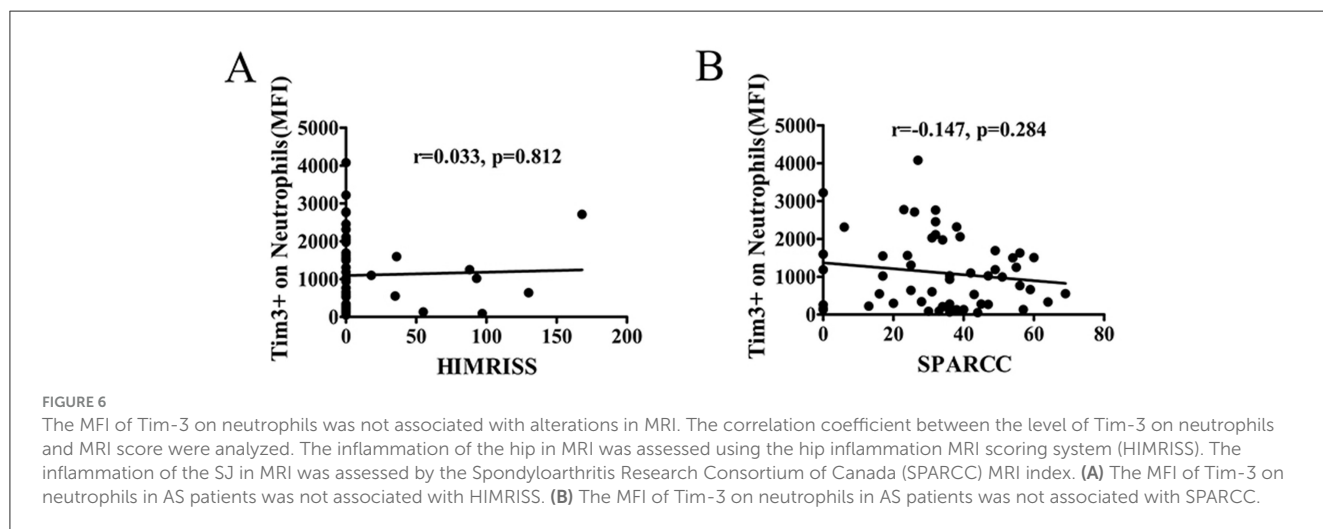 A
Tim3+ on Neutrophils(MFI)
5000
4000
3000
2000
1000
0
r=0.033, p=0.812
0 50 100 150 200
HIMRISS
B
Tim3+ on Neutrophils(MFI)
5000
4000
3000
2000
1000
0
r=-0.147, p=0.284
0 20 40 60 80
SPARCC
FIGURE 6
The MFI of Tim-3 on neutrophils was not associated with alterations in MRI. The correlation coefficient between the level of Tim-3 on neutrophils
and MRI score were analyzed. The inflammation of the hip in MRI was assessed using the hip inflammation MRI scoring system (HIMRISS). The
inflammation of the SJ in MRI was assessed by the Spondyloarthritis Research Consortium of Canada (SPARCC) MRI index. (A) The MFI of Tim-3 on
neutrophils in AS patients was not associated with HIMRISS. (B) The MFI of Tim-3 on neutrophils in AS patients was not associated with SPARCC.